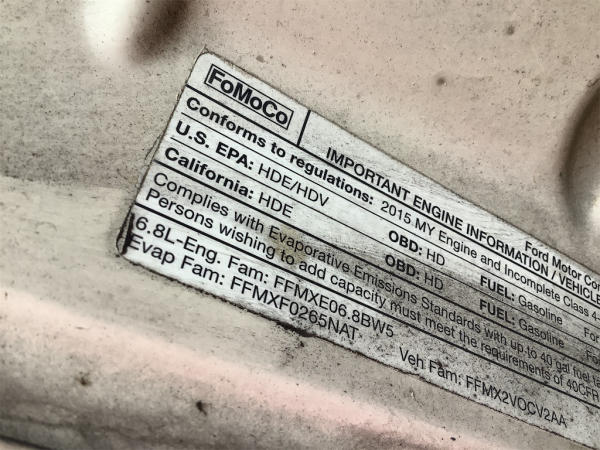 FoMoCo
IMPORTANT ENGINE INFORMATION / VEHICLE
Ford Motor
Conforms to regulations: 2015 MY Engine and Incomplete Class
U.S. EPA: HDE/HDV OBD: HD FUEL: Gasoline
California: HDE OBD: HD FUEL: Gasoline
Complies with Evaporative Emissions Standards with up to 40 gal fuel
Persons wishing to add capacity must meet the requirements of 40CFR
6.8L-Eng. Fam: FFMXE06.8BW5
Evap Fam: FFMXF0265NAT Veh Fam: FFMX2VOCV2AA